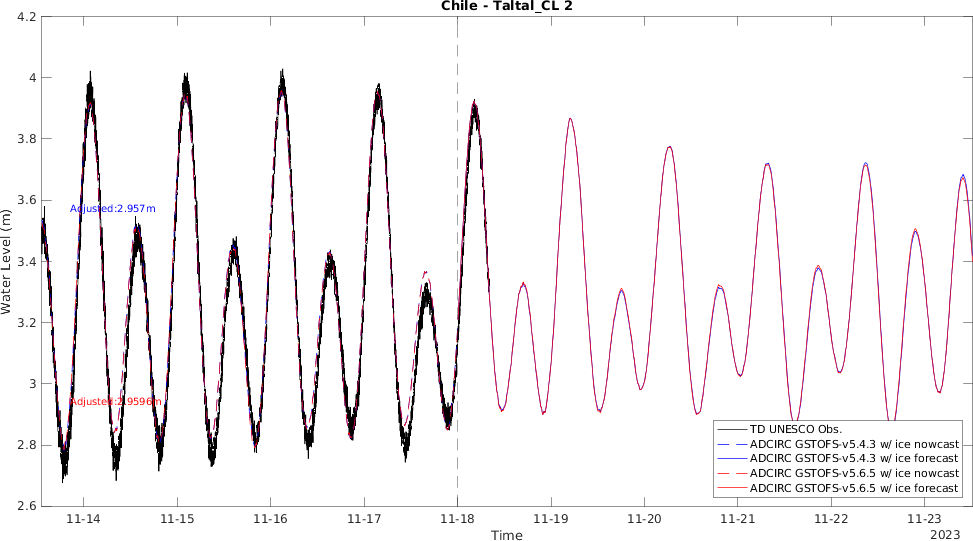 Chile - Taltal_CL 2
4.2
4
3.8
3.6
3.4
3.2
3
2.8
2.6
Water Level (m)
Adjusted:2.957m
Adjusted:2.9596m
TD UNESCO Obs.
ADCIRC GSTOFS-v5.4.3 w/ ice nowcast
ADCIRC GSTOFS-v5.4.3 w/ ice forecast
ADCIRC GSTOFS-v5.6.5 w/ ice nowcast
ADCIRC GSTOFS-v5.6.5 w/ ice forecast
11-14 11-15 11-16 11-17 11-18 11-19 11-20 11-21 11-22 11-23
Time
2023